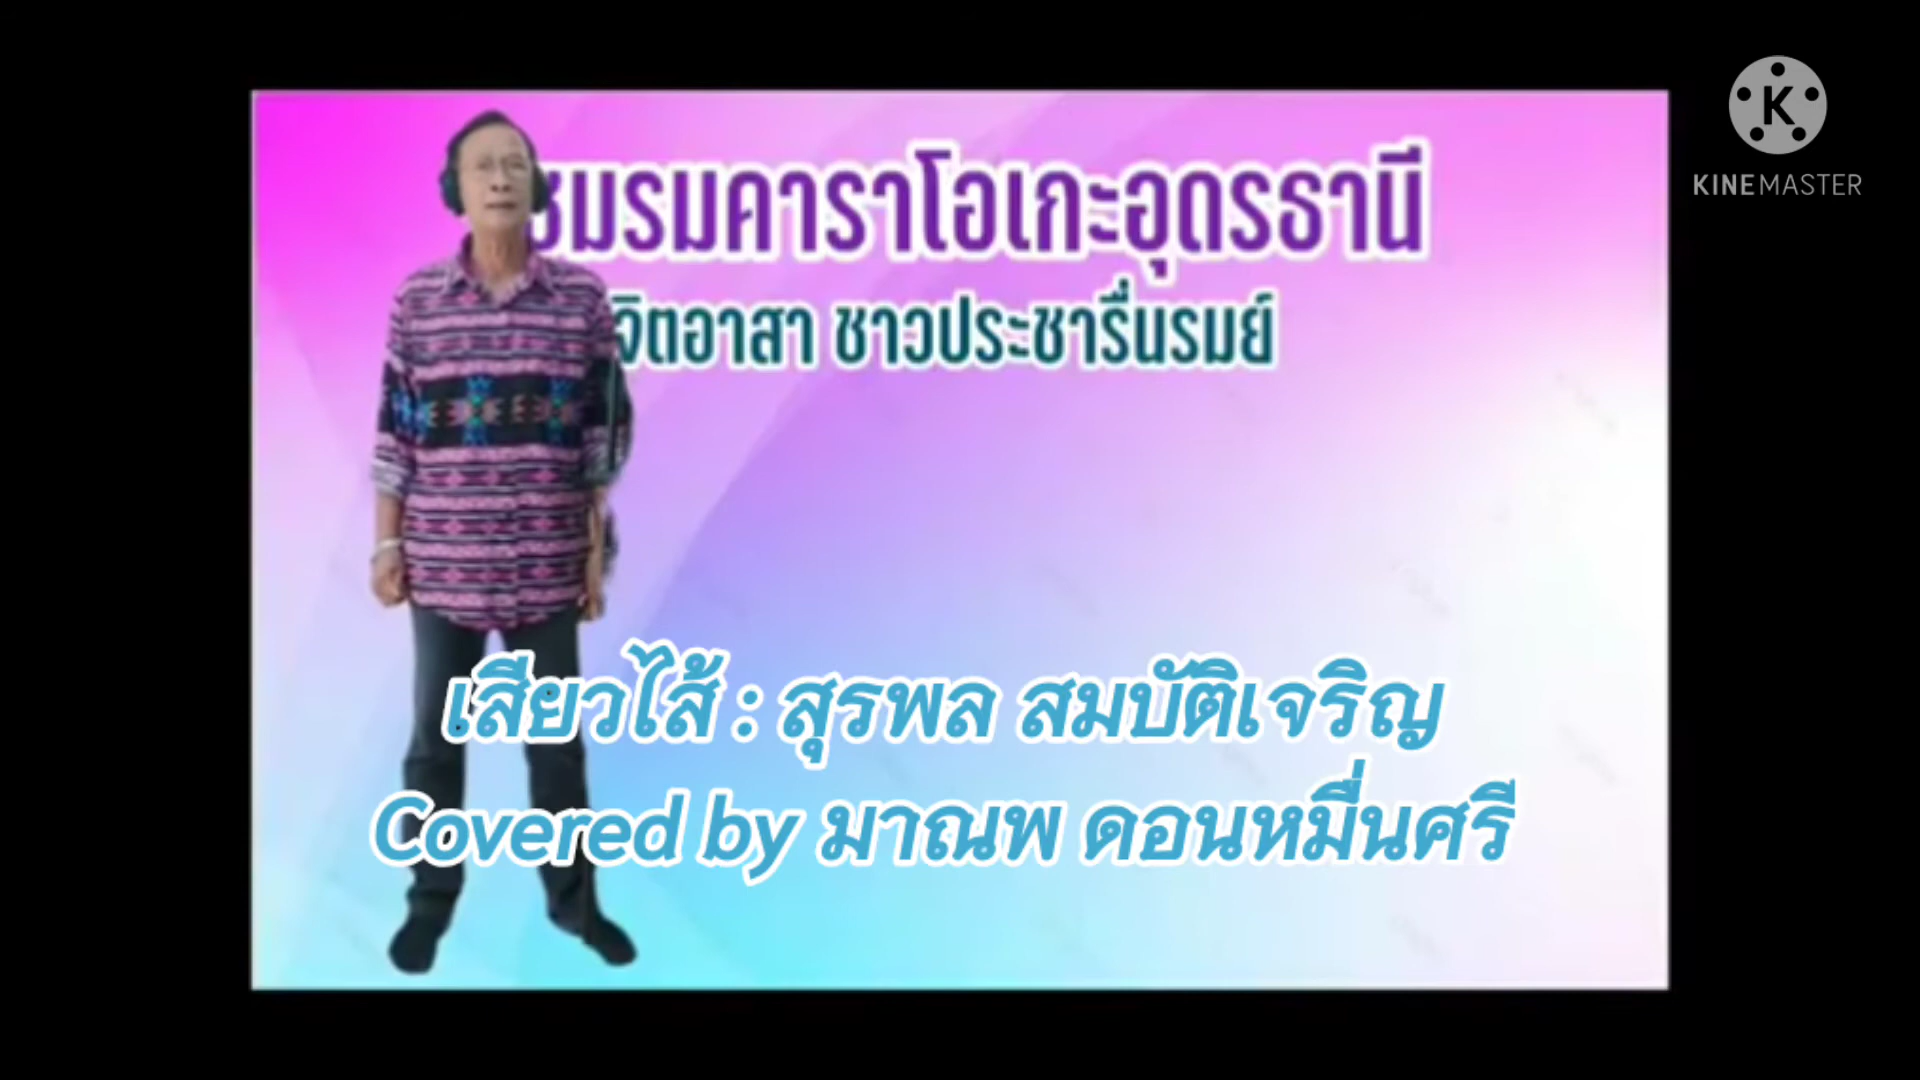 ชมรมคาราโอเกะอุดรธานี
จิตอาสา ชาวประชารื่นรมย์
เสียวไส้ : สุรพล สมบัติเจริญ
Covered by มาณพ ดอนหมื่นศรี
K
KINEMASTER